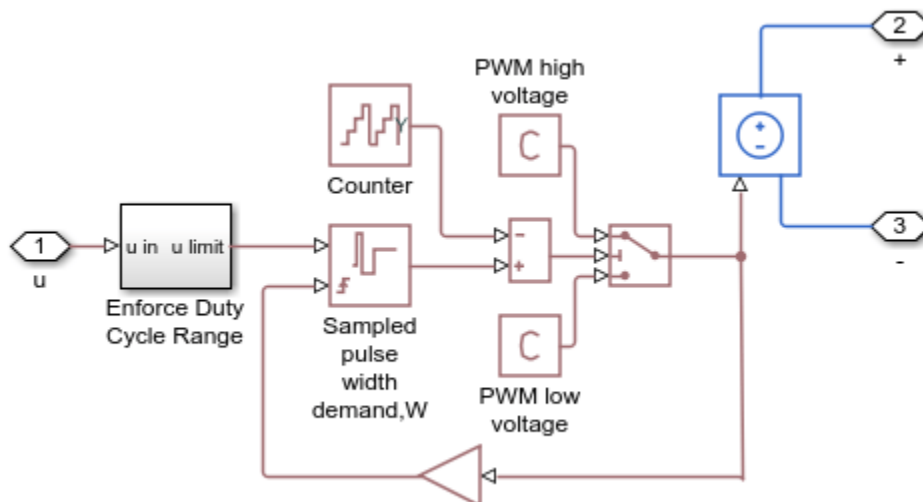 2
+
PWM high
voltage
C
Y
Counter
1
u
u in
u limit
Enforce Duty
Cycle Range
Sampled
pulse
width
demand,W
−
+
C
PWM low
voltage
+
−
3
-